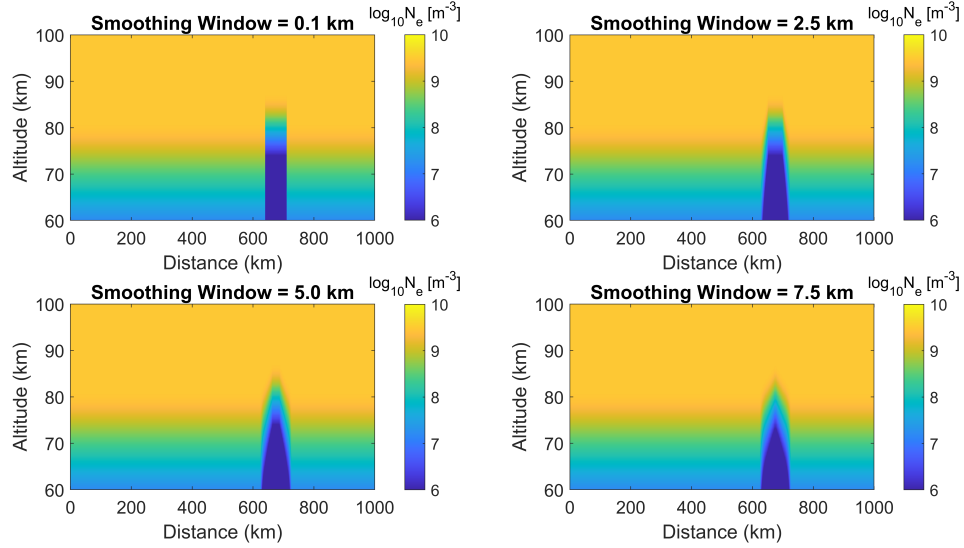 Smoothing Window = 0.1 km
log10Ne [m-3]
Altitude (km)
100
90
80
70
60
0 200 400 600 800 1000
Distance (km)
10
9
8
7
6
Smoothing Window = 2.5 km
log10Ne [m-3]
Altitude (km)
100
90
80
70
60
0 200 400 600 800 1000
Distance (km)
10
9
8
7
6
Smoothing Window = 5.0 km
log10Ne [m-3]
Altitude (km)
100
90
80
70
60
0 200 400 600 800 1000
Distance (km)
10
9
8
7
6
Smoothing Window = 7.5 km
log10Ne [m-3]
Altitude (km)
100
90
80
70
60
0 200 400 600 800 1000
Distance (km)
10
9
8
7
6